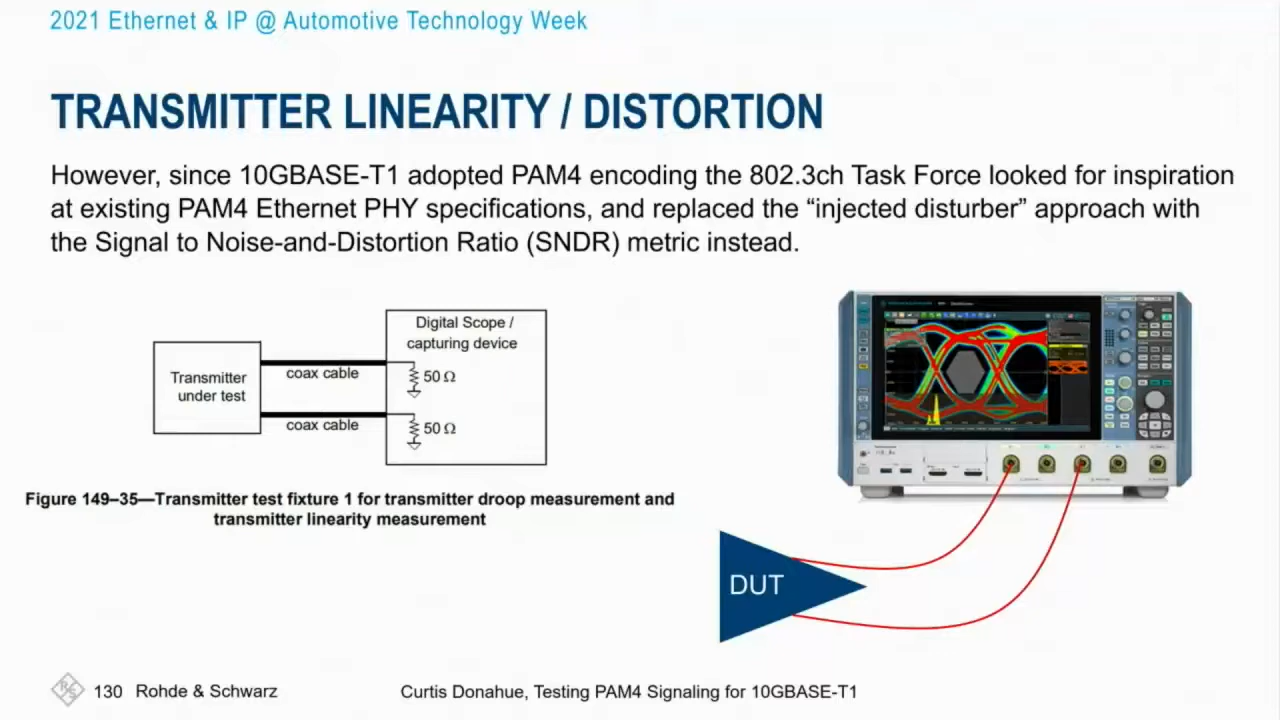 2021 Ethernet & IP @ Automotive Technology Week
TRANSMITTER LINEARITY / DISTORTION
However, since 10GBASE-T1 adopted PAM4 encoding the 802.3ch Task Force looked for inspiration
at existing PAM4 Ethernet PHY specifications, and replaced the “injected disturber” approach with
the Signal to Noise-and-Distortion Ratio (SNDR) metric instead.
Digital Scope /
capturing device
Transmitter
under test
coax cable
50 Ω
coax cable
50 Ω
Figure 149–35—Transmitter test fixture 1 for transmitter droop measurement and
transmitter linearity measurement
DUT
130 Rohde & Schwarz
Curtis Donahue, Testing PAM4 Signaling for 10GBASE-T1